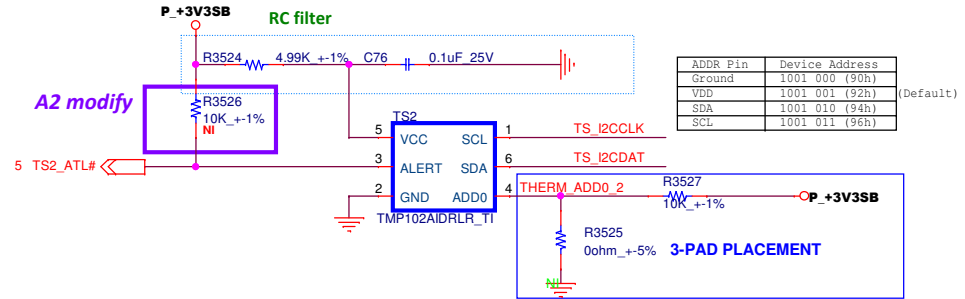 P_+3V3SB
RC filter
R3524 4.99K_+-1% C76 0.1uF_25V
A2 modify
R3526
10K_+-1%
NI
TS2
5 VCC SCL 1 TS_I2CCLK
5 TS2_ATL# 3 ALERT SDA 6 TS_I2CDAT
2 GND ADD0 4 THERM_ADD0_2
TMP102AIDRLR_TI
R3527
10K_+-1%
P_+3V3SB
R3525
0ohm_+-5%
3-PAD PLACEMENT
NI
ADDR Pin Device Address
Ground 1001 000 (90h)
VDD 1001 001 (92h) (Default)
SDA 1001 010 (94h)
SCL 1001 011 (96h)